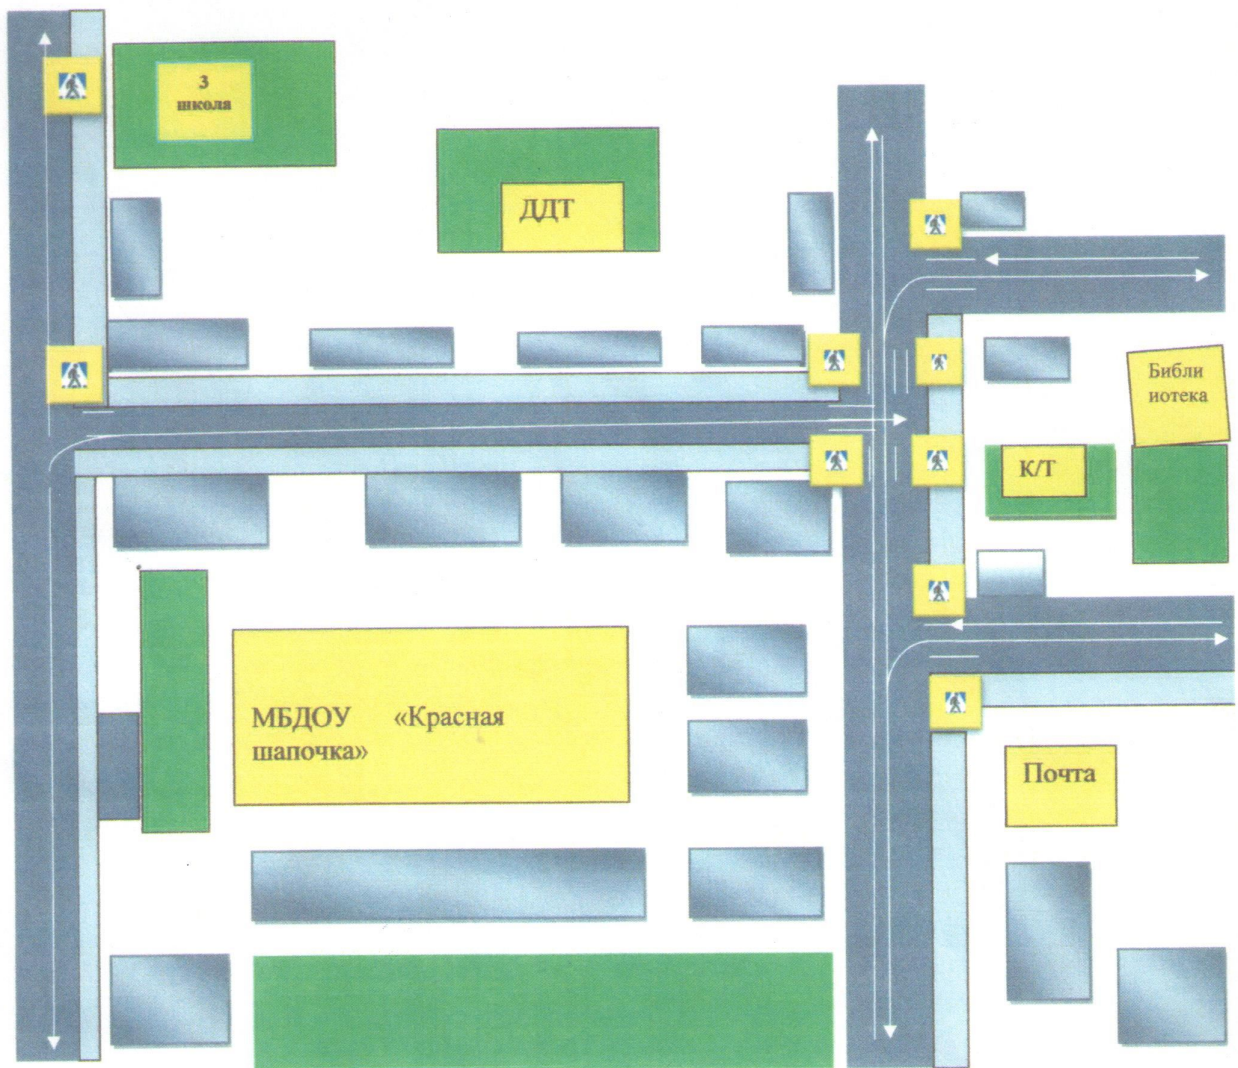 3
школа
ДДТ
Библи
иотека
К/Т
МБДОУ «Красная
шапочка»
Почта